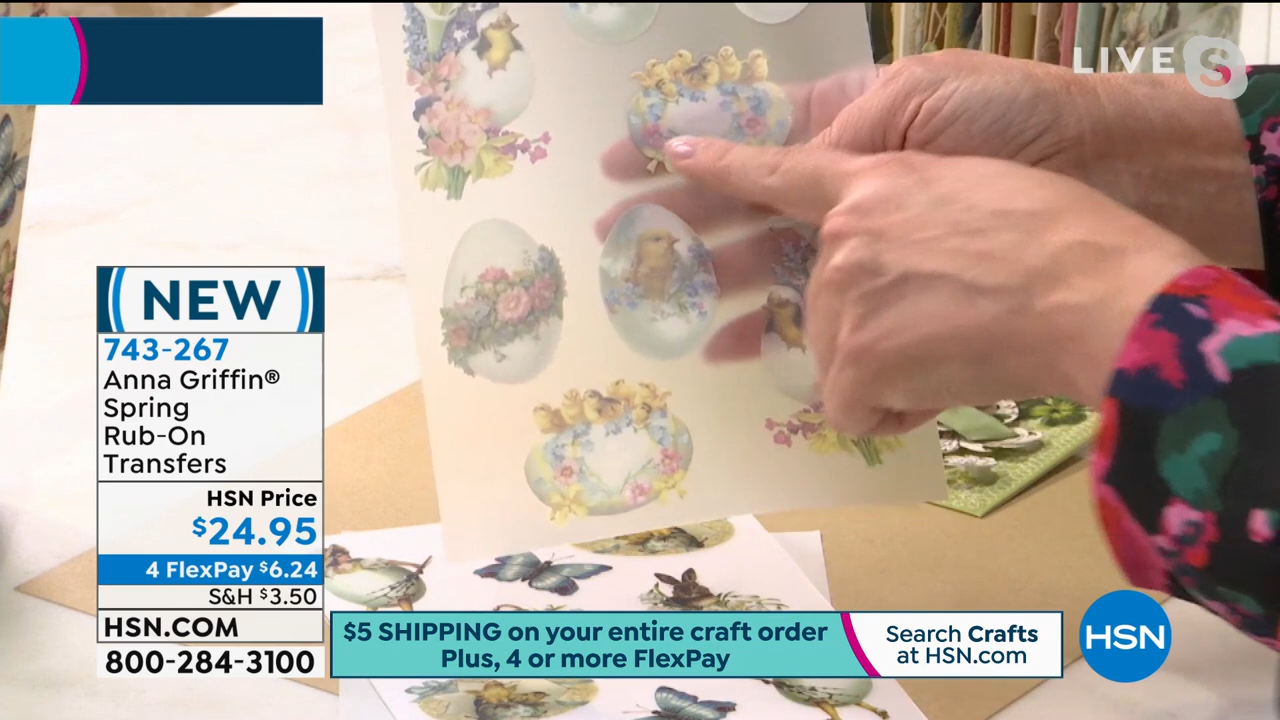 LIVE S
NEW
743-267
Anna Griffin®
Spring
Rub-On
Transfers
HSN Price
$24.95
4 FlexPay $6.24
S&H $3.50
HSN.COM
800-284-3100
$5 SHIPPING on your entire craft order
Plus, 4 or more FlexPay
Search Crafts
at HSN.com
HSN